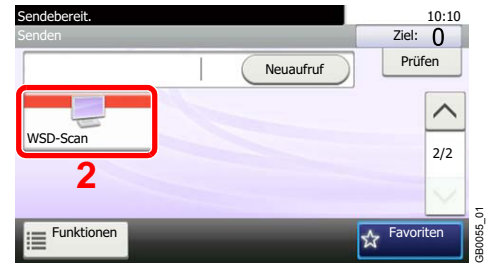 Sendebereit.
10:10
Senden
Ziel: 0
Neuaufruf
Prüfen
WSD-Scan
2/2
2
Funktionen
Favoriten
GB0055_01